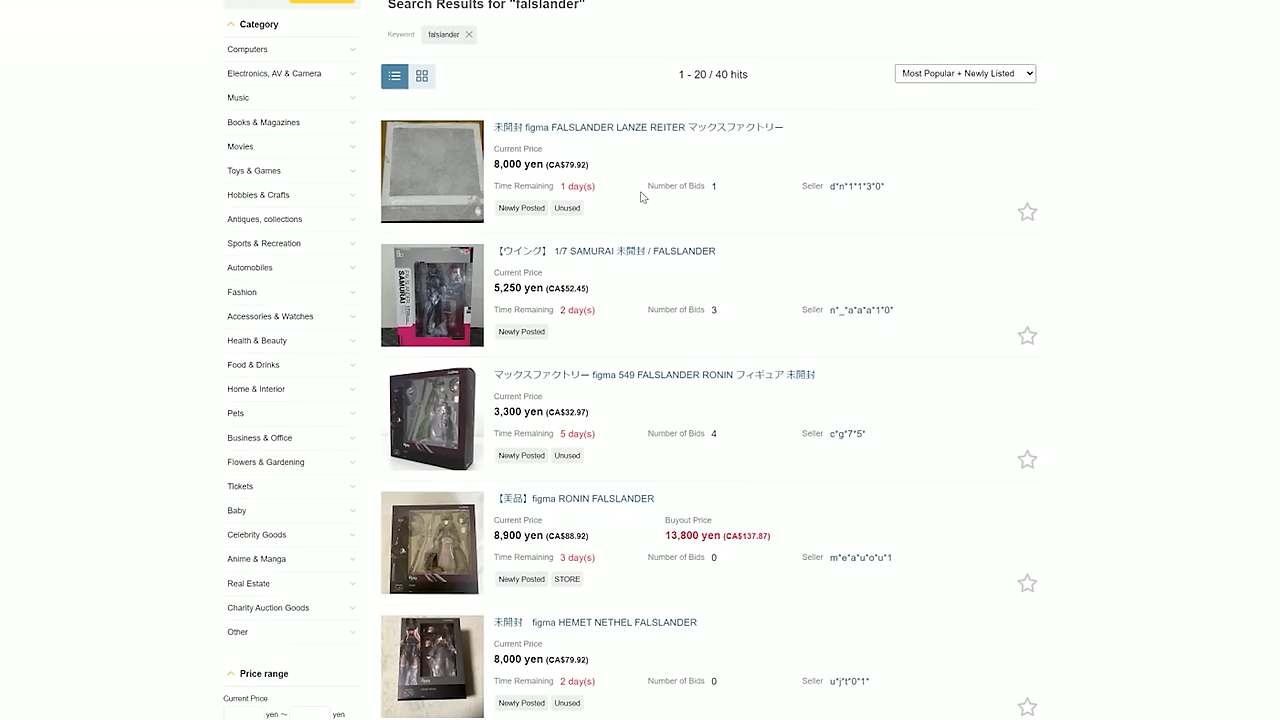 Search Results for "falslander"
Category
Keyword
falslander
Computers
Electronics, AV & Camera
Music
Books & Magazines
Movies
Toys & Games
Hobbies & Crafts
Antiques, collections
Sports & Recreation
Automobiles
Fashion
Accessories & Watches
Health & Beauty
Food & Drinks
Home & Interior
Pets
Business & Office
Flowers & Gardening
Tickets
Baby
Celebrity Goods
Anime & Manga
Real Estate
Charity Auction Goods
Other
Price range
Current Price
yen ~ yen
1 - 20 / 40 hits
Most Popular + Newly Listed
未開封 figma FALSLANDER LANZE REITER マックスファクトリー
Current Price
8,000 yen (CA$79.92)
Time Remaining 1 day(s) Number of Bids 1 Seller d*n*1*1*3*0*
Newly Posted Unused
【ウイング】 1/7 SAMURAI 未開封 / FALSLANDER
Current Price
5,250 yen (CA$52.45)
Time Remaining 2 day(s) Number of Bids 3 Seller n*_*a*a*a*1*0*
Newly Posted
SAMURAI
マックスファクトリー figma 549 FALSLANDER RONIN フィギュア 未開封
Current Price
3,300 yen (CA$32.97)
Time Remaining 5 day(s) Number of Bids 4 Seller c*g*7*5*
Newly Posted Unused
【美品】figma RONIN FALSLANDER
Current Price Buyout Price
8,900 yen (CA$88.92) 13,800 yen (CA$137.87)
Time Remaining 3 day(s) Number of Bids 0 Seller m*e*a*u*o*u*1
Newly Posted STORE
未開封 figma HEMET NETHEL FALSLANDER
Current Price
8,000 yen (CA$79.92)
Time Remaining 2 day(s) Number of Bids 0 Seller u*j*t*0*1*
Newly Posted Unused